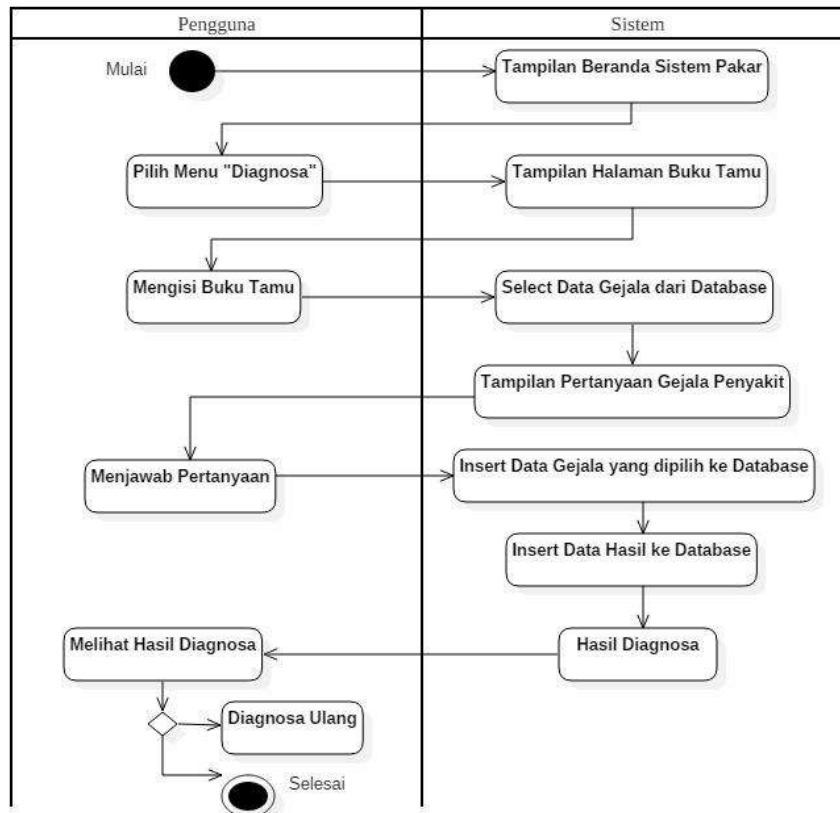 Pengguna
Sistem
Mulai
Tampilan Beranda Sistem Pakar
Pilih Menu "Diagnosa"
Tampilan Halaman Buku Tamu
Mengisi Buku Tamu
Select Data Gejala dari Database
Tampilan Pertanyaan Gejala Penyakit
Menjawab Pertanyaan
Insert Data Gejala yang dipilih ke Database
Insert Data Hasil ke Database
Melihat Hasil Diagnosa
Hasil Diagnosa
Diagnosa Ulang
Selesai